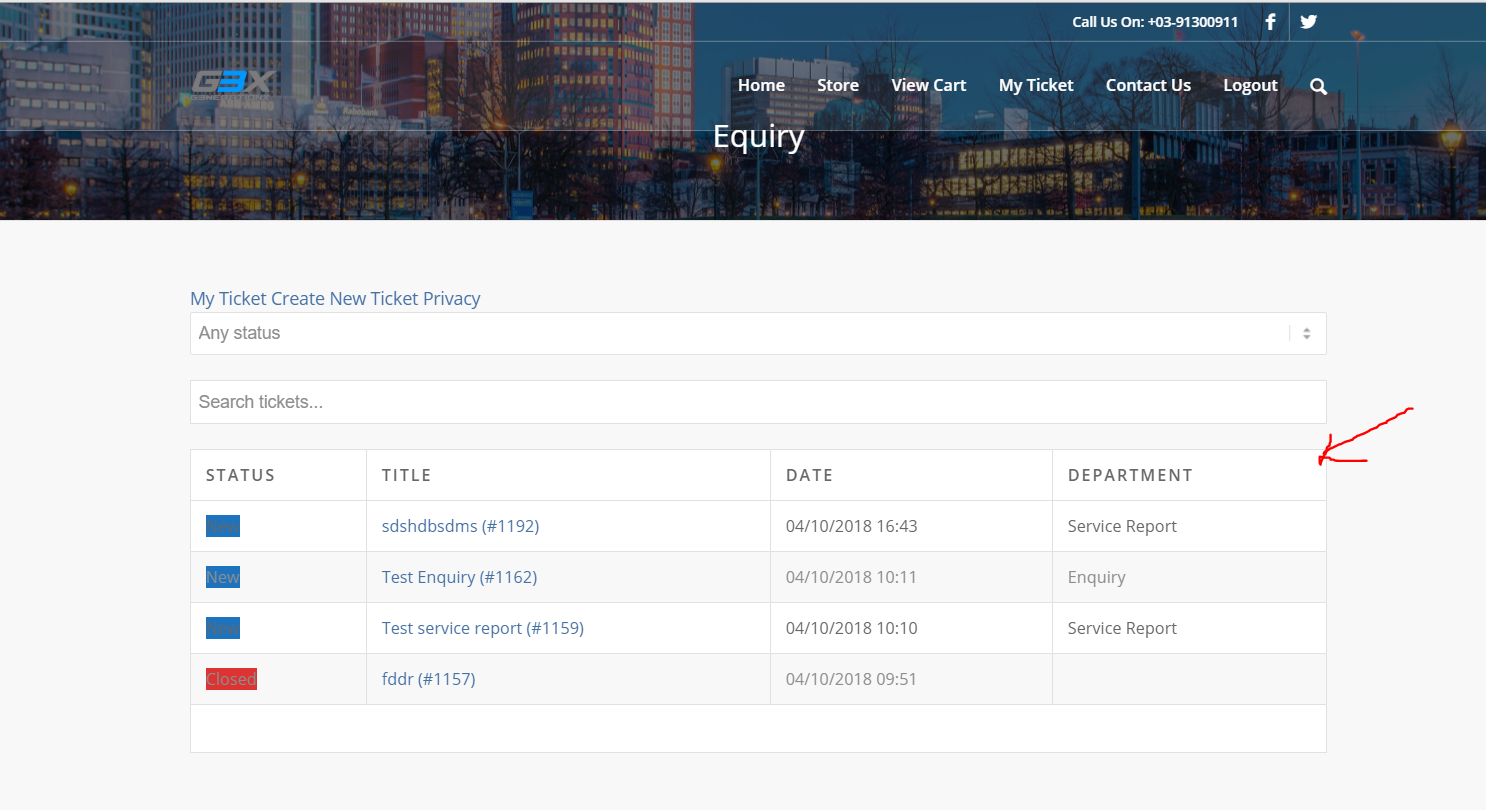 Call Us On: +03-91300911
G3X
Home Store View Cart My Ticket Contact Us Logout
Equiry
My Ticket Create New Ticket Privacy
Any status
Search tickets...
STATUS TITLE DATE DEPARTMENT
New sdshdbsdms (#1192) 04/10/2018 16:43 Service Report
New Test Enquiry (#1162) 04/10/2018 10:11 Enquiry
New Test service report (#1159) 04/10/2018 10:10 Service Report
Closed fddr (#1157) 04/10/2018 09:51